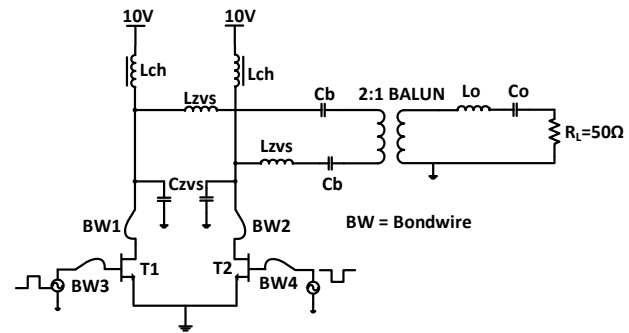 10V 10V
Lch Lch
Lzvs Cb 2:1 BALUN Lo Co
RL=50Ω
Lzvs
Cb
Czvs
BW1 BW2 BW = Bondwire
T1 T2
BW3 BW4